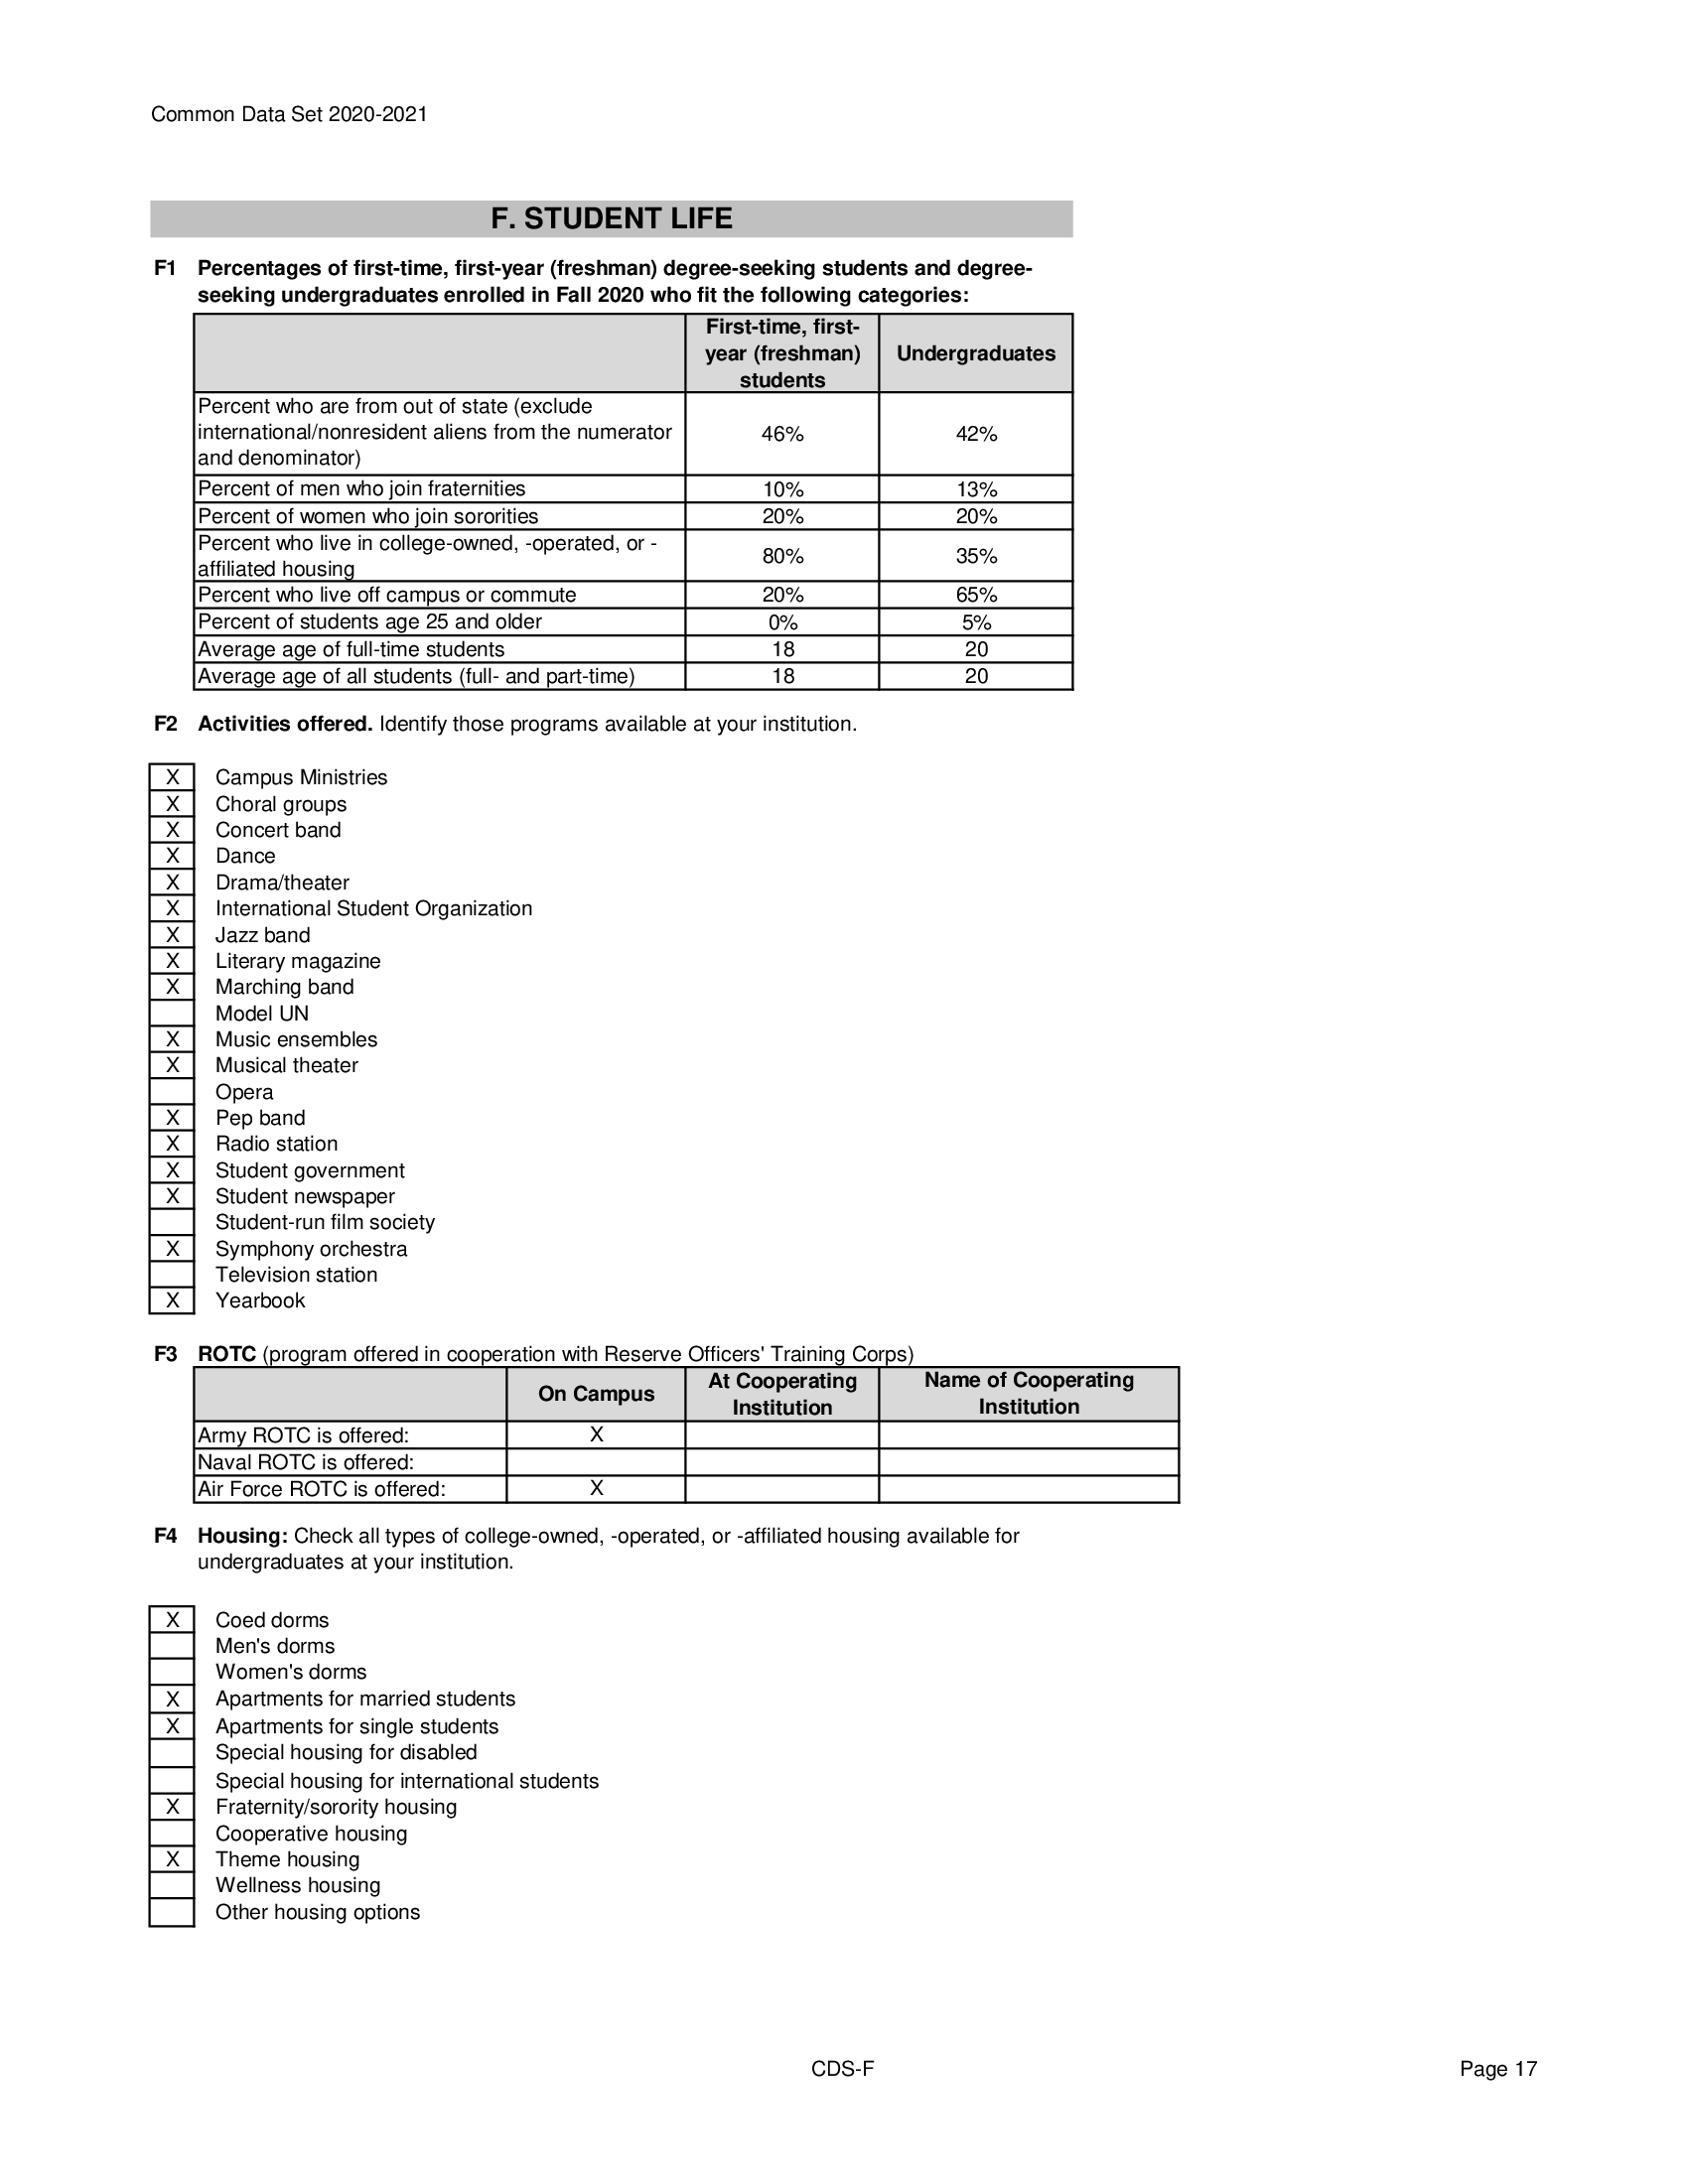 Common Data Set 2020-2021
F. STUDENT LIFE
F1 Percentages of first-time, first-year (freshman) degree-seeking students and degree-
seeking undergraduates enrolled in Fall 2020 who fit the following categories:
First-time, first-
year (freshman)
students
Undergraduates
Percent who are from out of state (exclude
international/nonresident aliens from the numerator
and denominator)
46% 42%
Percent of men who join fraternities 10% 13%
Percent of women who join sororities 20% 20%
Percent who live in college-owned, -operated, or -
affiliated housing
80% 35%
Percent who live off campus or commute 20% 65%
Percent of students age 25 and older 0% 5%
Average age of full-time students 18 20
Average age of all students (full- and part-time) 18 20
F2 Activities offered. Identify those programs available at your institution.
X Campus Ministries
X Choral groups
X Concert band
X Dance
X Drama/theater
X International Student Organization
X Jazz band
X Literary magazine
X Marching band
Model UN
X Music ensembles
X Musical theater
Opera
X Pep band
X Radio station
X Student government
X Student newspaper
Student-run film society
X Symphony orchestra
Television station
X Yearbook
F3 ROTC (program offered in cooperation with Reserve Officers' Training Corps)
On Campus
At Cooperating
Institution
Name of Cooperating
Institution
Army ROTC is offered: X
Naval ROTC is offered:
Air Force ROTC is offered: X
F4 Housing: Check all types of college-owned, -operated, or -affiliated housing available for
undergraduates at your institution.
X Coed dorms
Men's dorms
Women's dorms
X Apartments for married students
X Apartments for single students
Special housing for disabled
Special housing for international students
X Fraternity/sorority housing
Cooperative housing
X Theme housing
Wellness housing
Other housing options
CDS-F Page 17